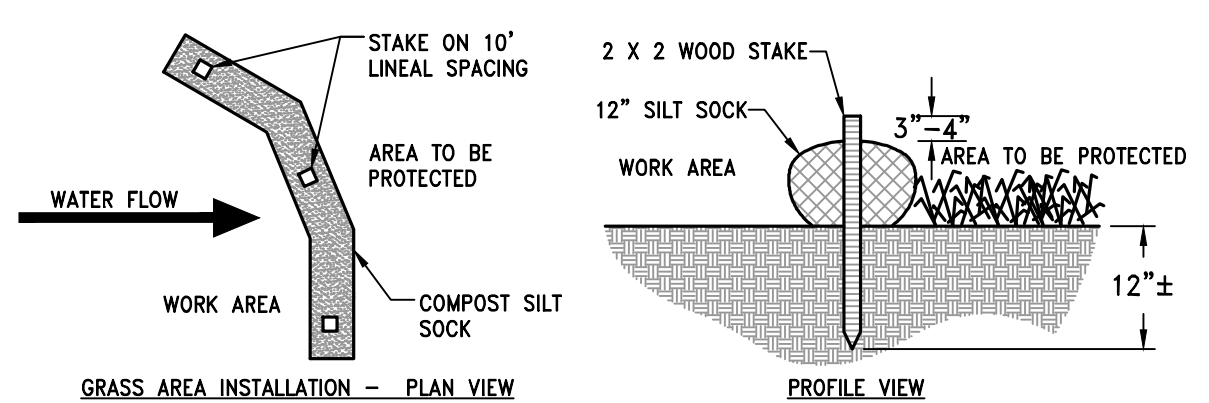 STAKE ON 10'
LINEAL SPACING
AREA TO BE
PROTECTED
WATER FLOW
WORK AREA
COMPOST SILT
SOCK
GRASS AREA INSTALLATION - PLAN VIEW
2 X 2 WOOD STAKE
12" SILT SOCK
3"-4"
WORK AREA
AREA TO BE PROTECTED
12"±
PROFILE VIEW